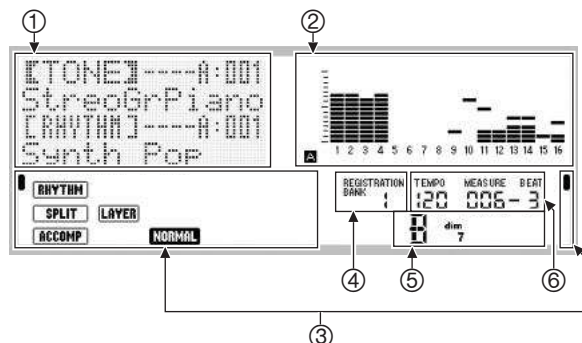 ① ②
【TONE】----A:001
StreoGrPiano
[RHYTHM]----A:001
Synth Pop
A
1 2 3 4 5 6 7 8 9 10 11 12 13 14 15 16
RHYTHM
SPLIT LAYER
ACCOMP NORMAL
REGISTRATION
BANK 1
TEMPO MEASURE BEAT
120 006- 3
B dim
7
④ ⑤ ⑥
③